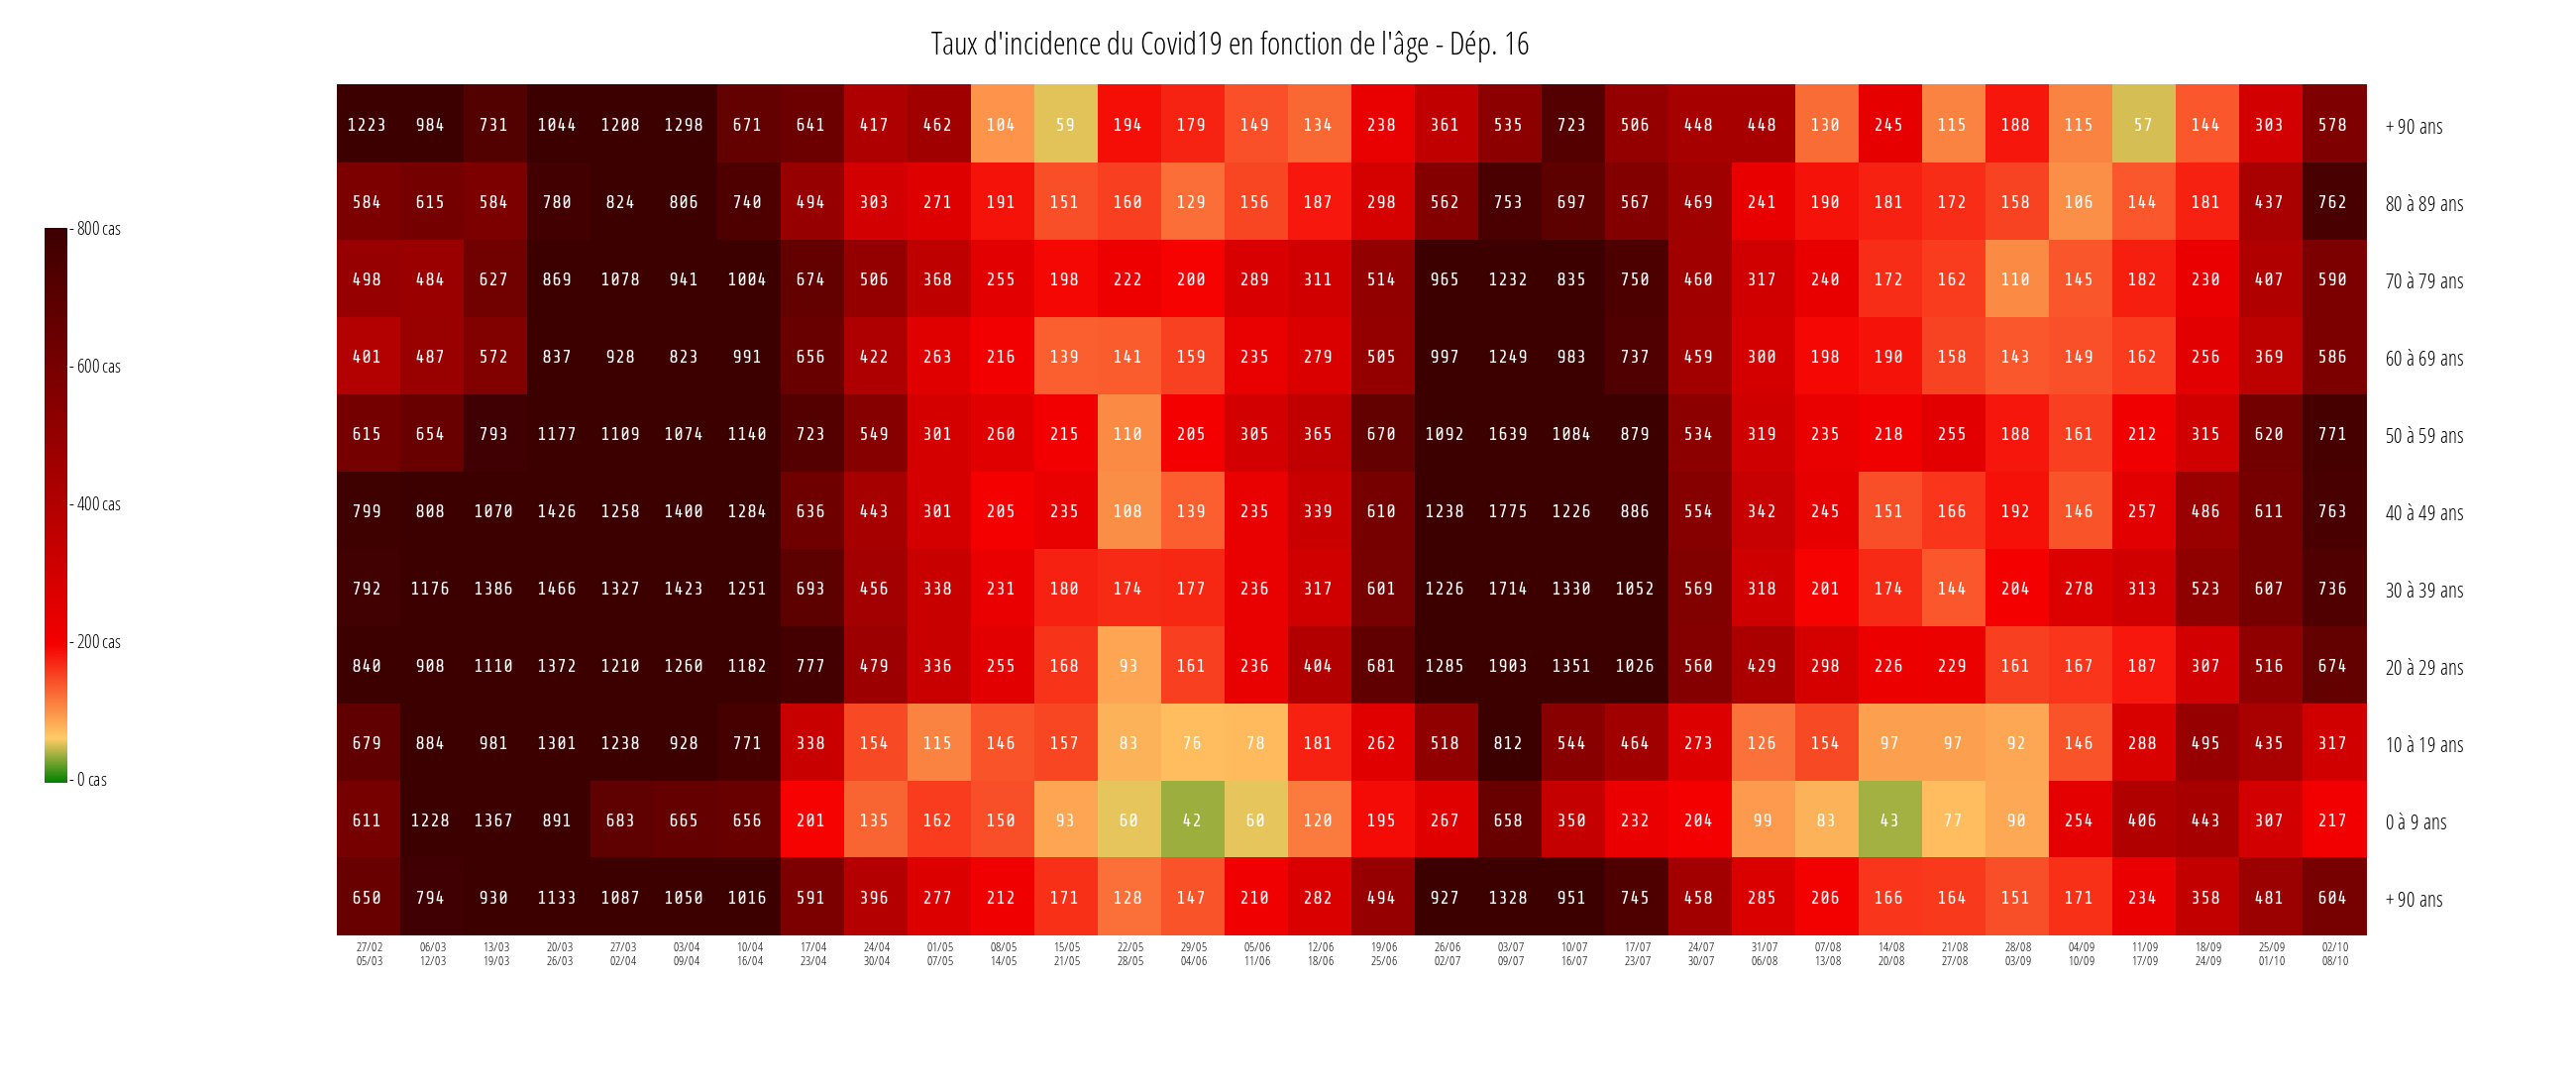 Taux d'incidence du Covid19 en fonction de l'âge - Dép. 16
- 800 cas
- 600 cas
- 400 cas
- 200 cas
- 0 cas
1223 984 731 1044 1208 1298 671 641 417 462 104 59 194 179 149 134 238 361 535 723 506 448 448 130 245 115 188 115 57 144 303 578 + 90 ans
584 615 584 780 824 806 740 494 303 271 191 151 160 129 156 187 298 562 753 697 567 469 241 190 181 172 158 106 144 181 437 762 80 à 89 ans
498 484 627 869 1078 941 1004 674 506 368 255 198 222 200 289 311 514 965 1232 835 750 460 317 240 172 162 110 145 182 230 407 590 70 à 79 ans
401 487 572 837 928 823 991 656 422 263 216 139 141 159 235 279 505 997 1249 983 737 459 300 198 190 158 143 149 162 256 369 586 60 à 69 ans
615 654 793 1177 1109 1074 1140 723 549 301 260 215 110 205 305 365 670 1092 1639 1084 879 534 319 235 218 255 188 161 212 315 620 771 50 à 59 ans
799 808 1070 1426 1258 1400 1284 636 443 301 205 235 108 139 235 339 610 1238 1775 1226 886 554 342 245 151 166 192 146 257 486 611 763 40 à 49 ans
792 1176 1386 1466 1327 1423 1251 693 456 338 231 180 174 177 236 317 601 1226 1714 1330 1052 569 318 201 174 144 204 278 313 523 607 736 30 à 39 ans
840 908 1110 1372 1210 1260 1182 777 479 336 255 168 93 161 236 404 681 1285 1903 1351 1026 560 429 298 226 229 161 167 187 307 516 674 20 à 29 ans
679 884 981 1301 1238 928 771 338 154 115 146 157 83 76 78 181 262 518 812 544 464 273 126 154 97 97 92 146 288 495 435 317 10 à 19 ans
611 1228 1367 891 683 665 656 201 135 162 150 93 60 42 60 120 195 267 658 350 232 204 99 83 43 77 90 254 406 443 307 217 0 à 9 ans
650 794 930 1133 1087 1050 1016 591 396 277 212 171 128 147 210 282 494 927 1328 951 745 458 285 206 166 164 151 171 234 358 481 604 + 90 ans
27/02 06/03 13/03 20/03 27/03 03/04 10/04 17/04 24/04 01/05 08/05 15/05 22/05 29/05 05/06 12/06 19/06 26/06 03/07 10/07 17/07 24/07 31/07 07/08 14/08 21/08 28/08 04/09 11/09 18/09 25/09 02/10
05/03 12/03 19/03 26/03 02/04 09/04 16/04 23/04 30/04 07/05 14/05 21/05 28/05 04/06 11/06 18/06 25/06 02/07 09/07 16/07 23/07 30/07 06/08 13/08 20/08 27/08 03/09 10/09 17/09 24/09 01/10 08/10